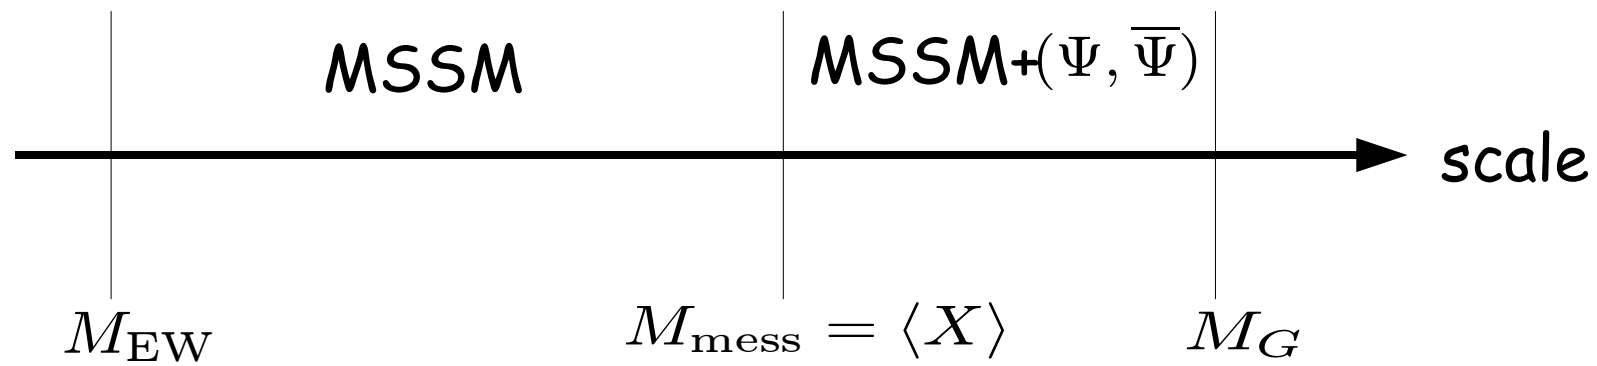 MSSM MSSM+(Ψ, Ψ̅)
scale
M_EW M_mess = ⟨X⟩ M_G